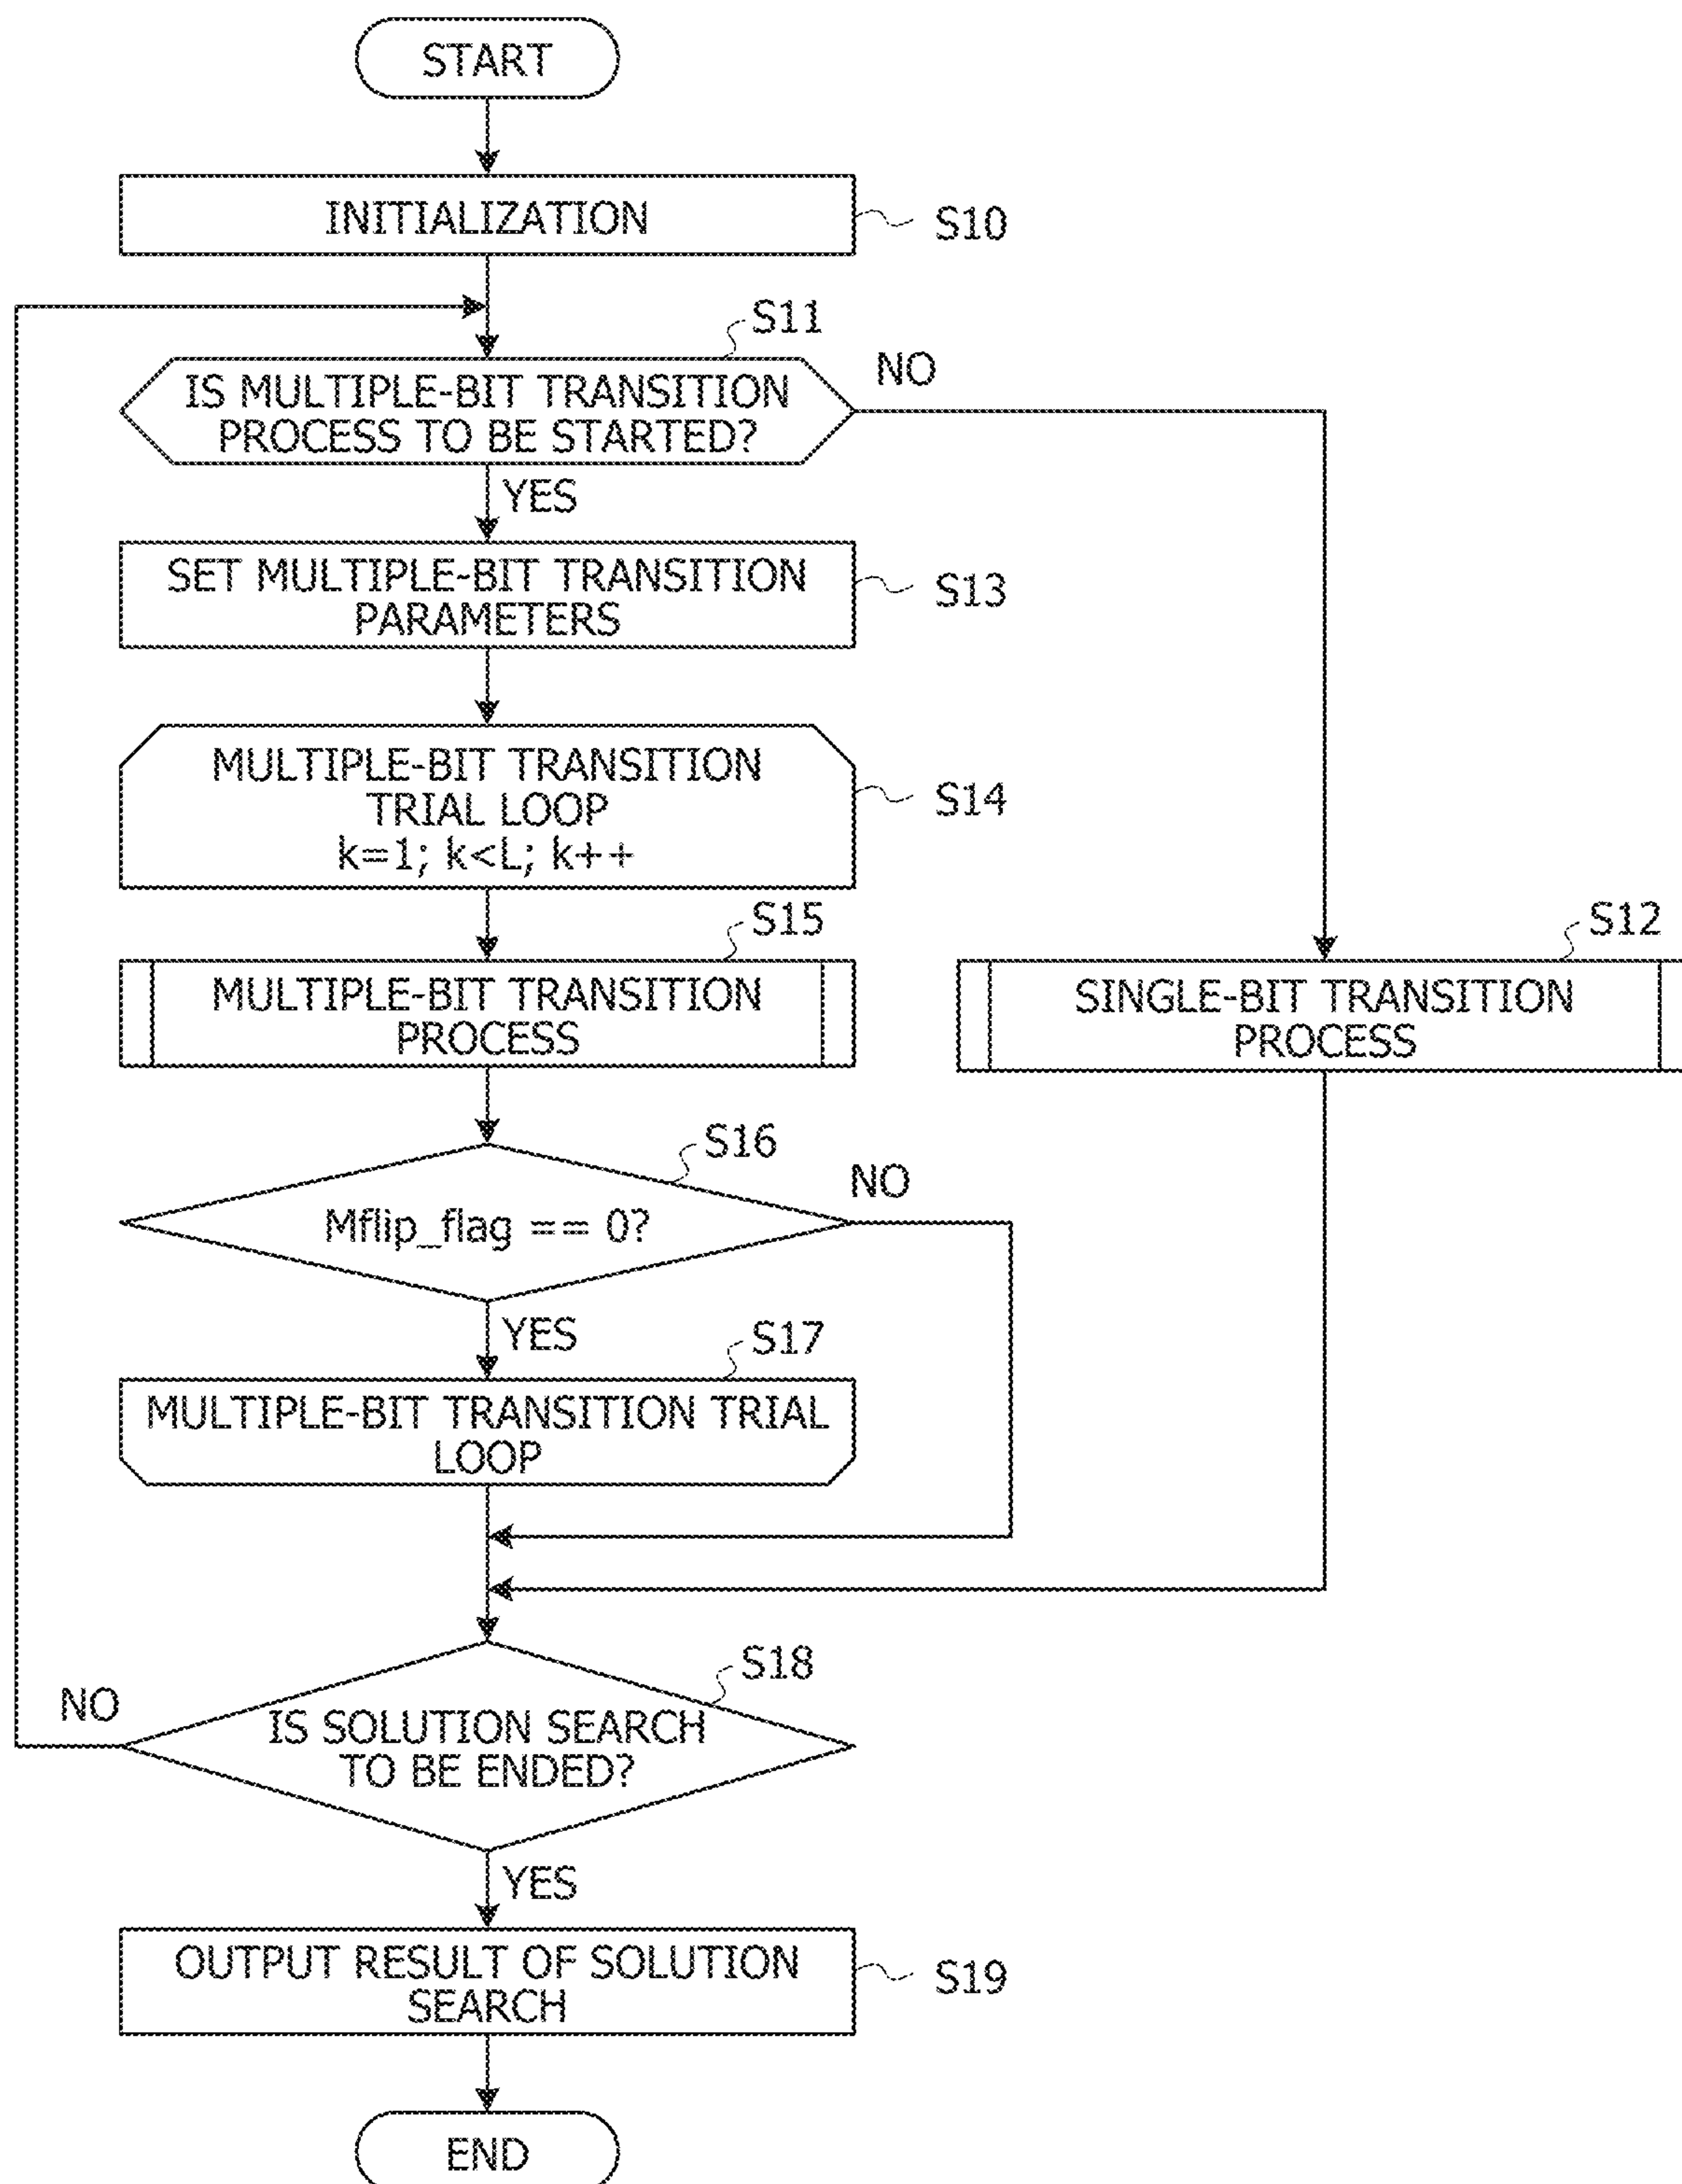 START
INITIALIZATION
S10
S11
IS MULTIPLE-BIT TRANSITION
PROCESS TO BE STARTED?
NO
YES
SET MULTIPLE-BIT TRANSITION
PARAMETERS
S13
MULTIPLE-BIT TRANSITION
TRIAL LOOP
k=1; k<L; k++
S14
S15
MULTIPLE-BIT TRANSITION
PROCESS
S12
SINGLE-BIT TRANSITION
PROCESS
S16
Mflip_flag == 0?
NO
YES
S17
MULTIPLE-BIT TRANSITION TRIAL
LOOP
S18
IS SOLUTION SEARCH
TO BE ENDED?
NO
YES
OUTPUT RESULT OF SOLUTION
SEARCH
S19
END